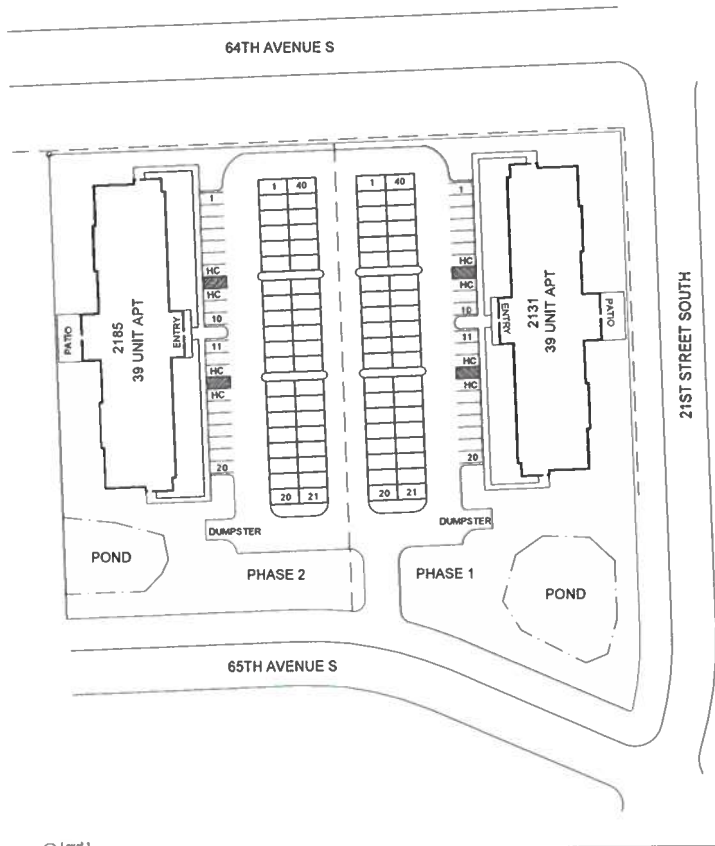 64TH AVENUE S
1 40
1 40
1
1
HC
HC
HC
HC
10
10
11
11
HC
HC
HC
HC
20
20
PATIO
2185
39 UNIT APT
ENTRY
ENTRY
2131
39 UNIT APT
PATIO
21ST STREET SOUTH
20 21
20 21
DUMPSTER
DUMPSTER
POND
PHASE 2
PHASE 1
POND
65TH AVENUE S